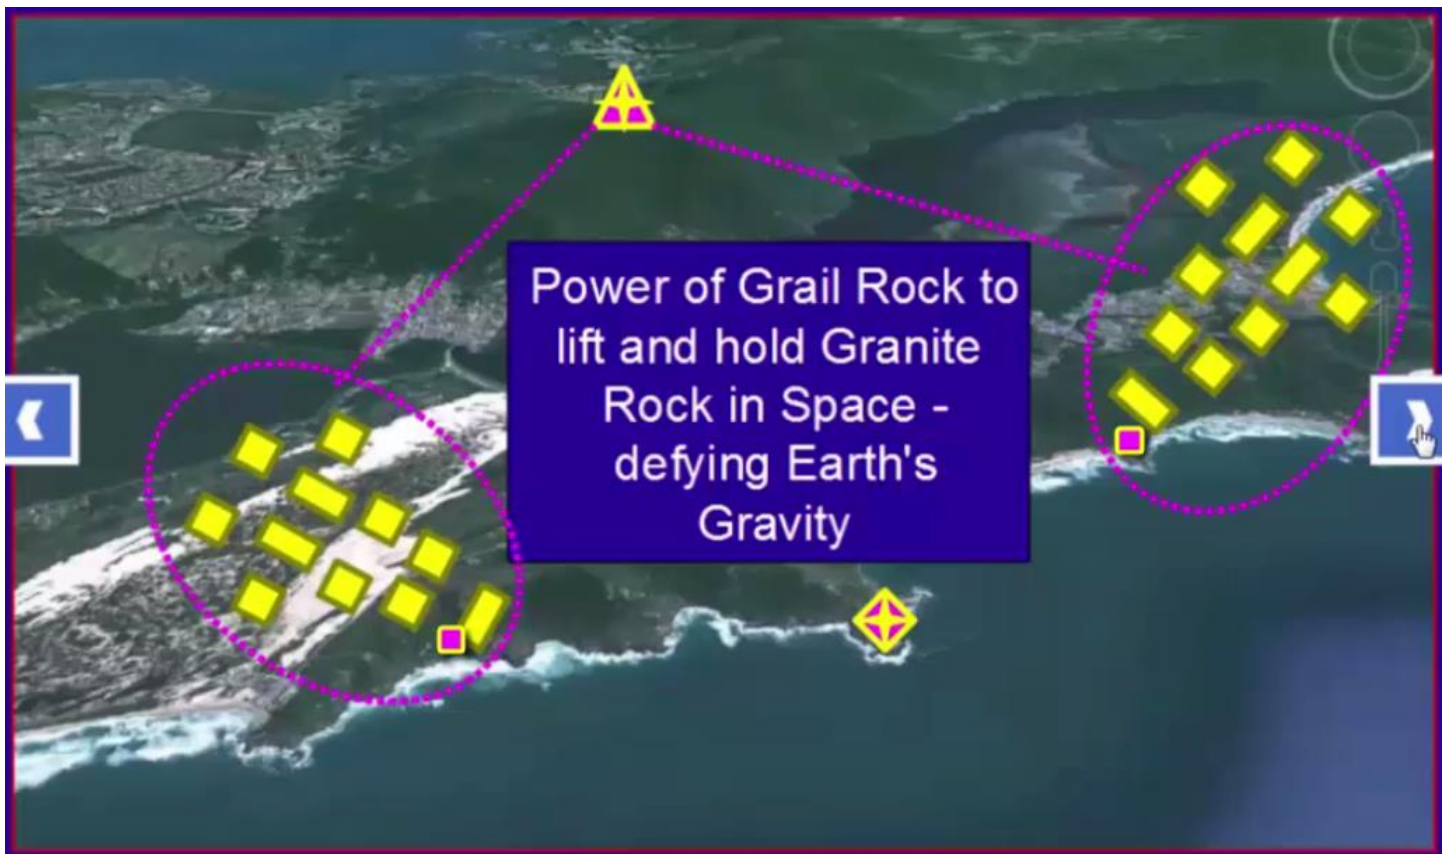 Power of Grail Rock to
lift and hold Granite
Rock in Space -
defying Earth's
Gravity